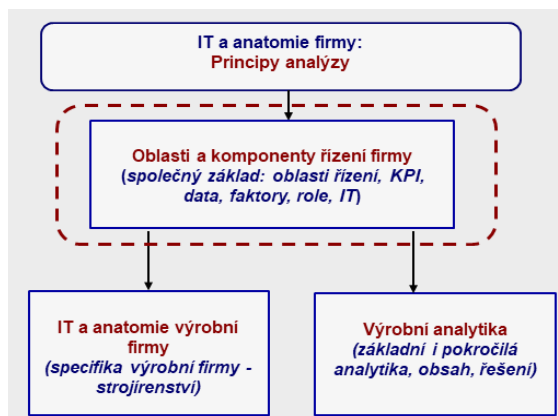 IT a anatomie firmy:
Principy analýzy
Oblasti a komponenty řízení firmy
(společný základ: oblasti řízení, KPI,
data, faktory, role, IT)
IT a anatomie výrobní
firmy
(specifika výrobní firmy -
strojírenství)
Výrobní analytika
(základní i pokročilá
analytika, obsah, řešení)